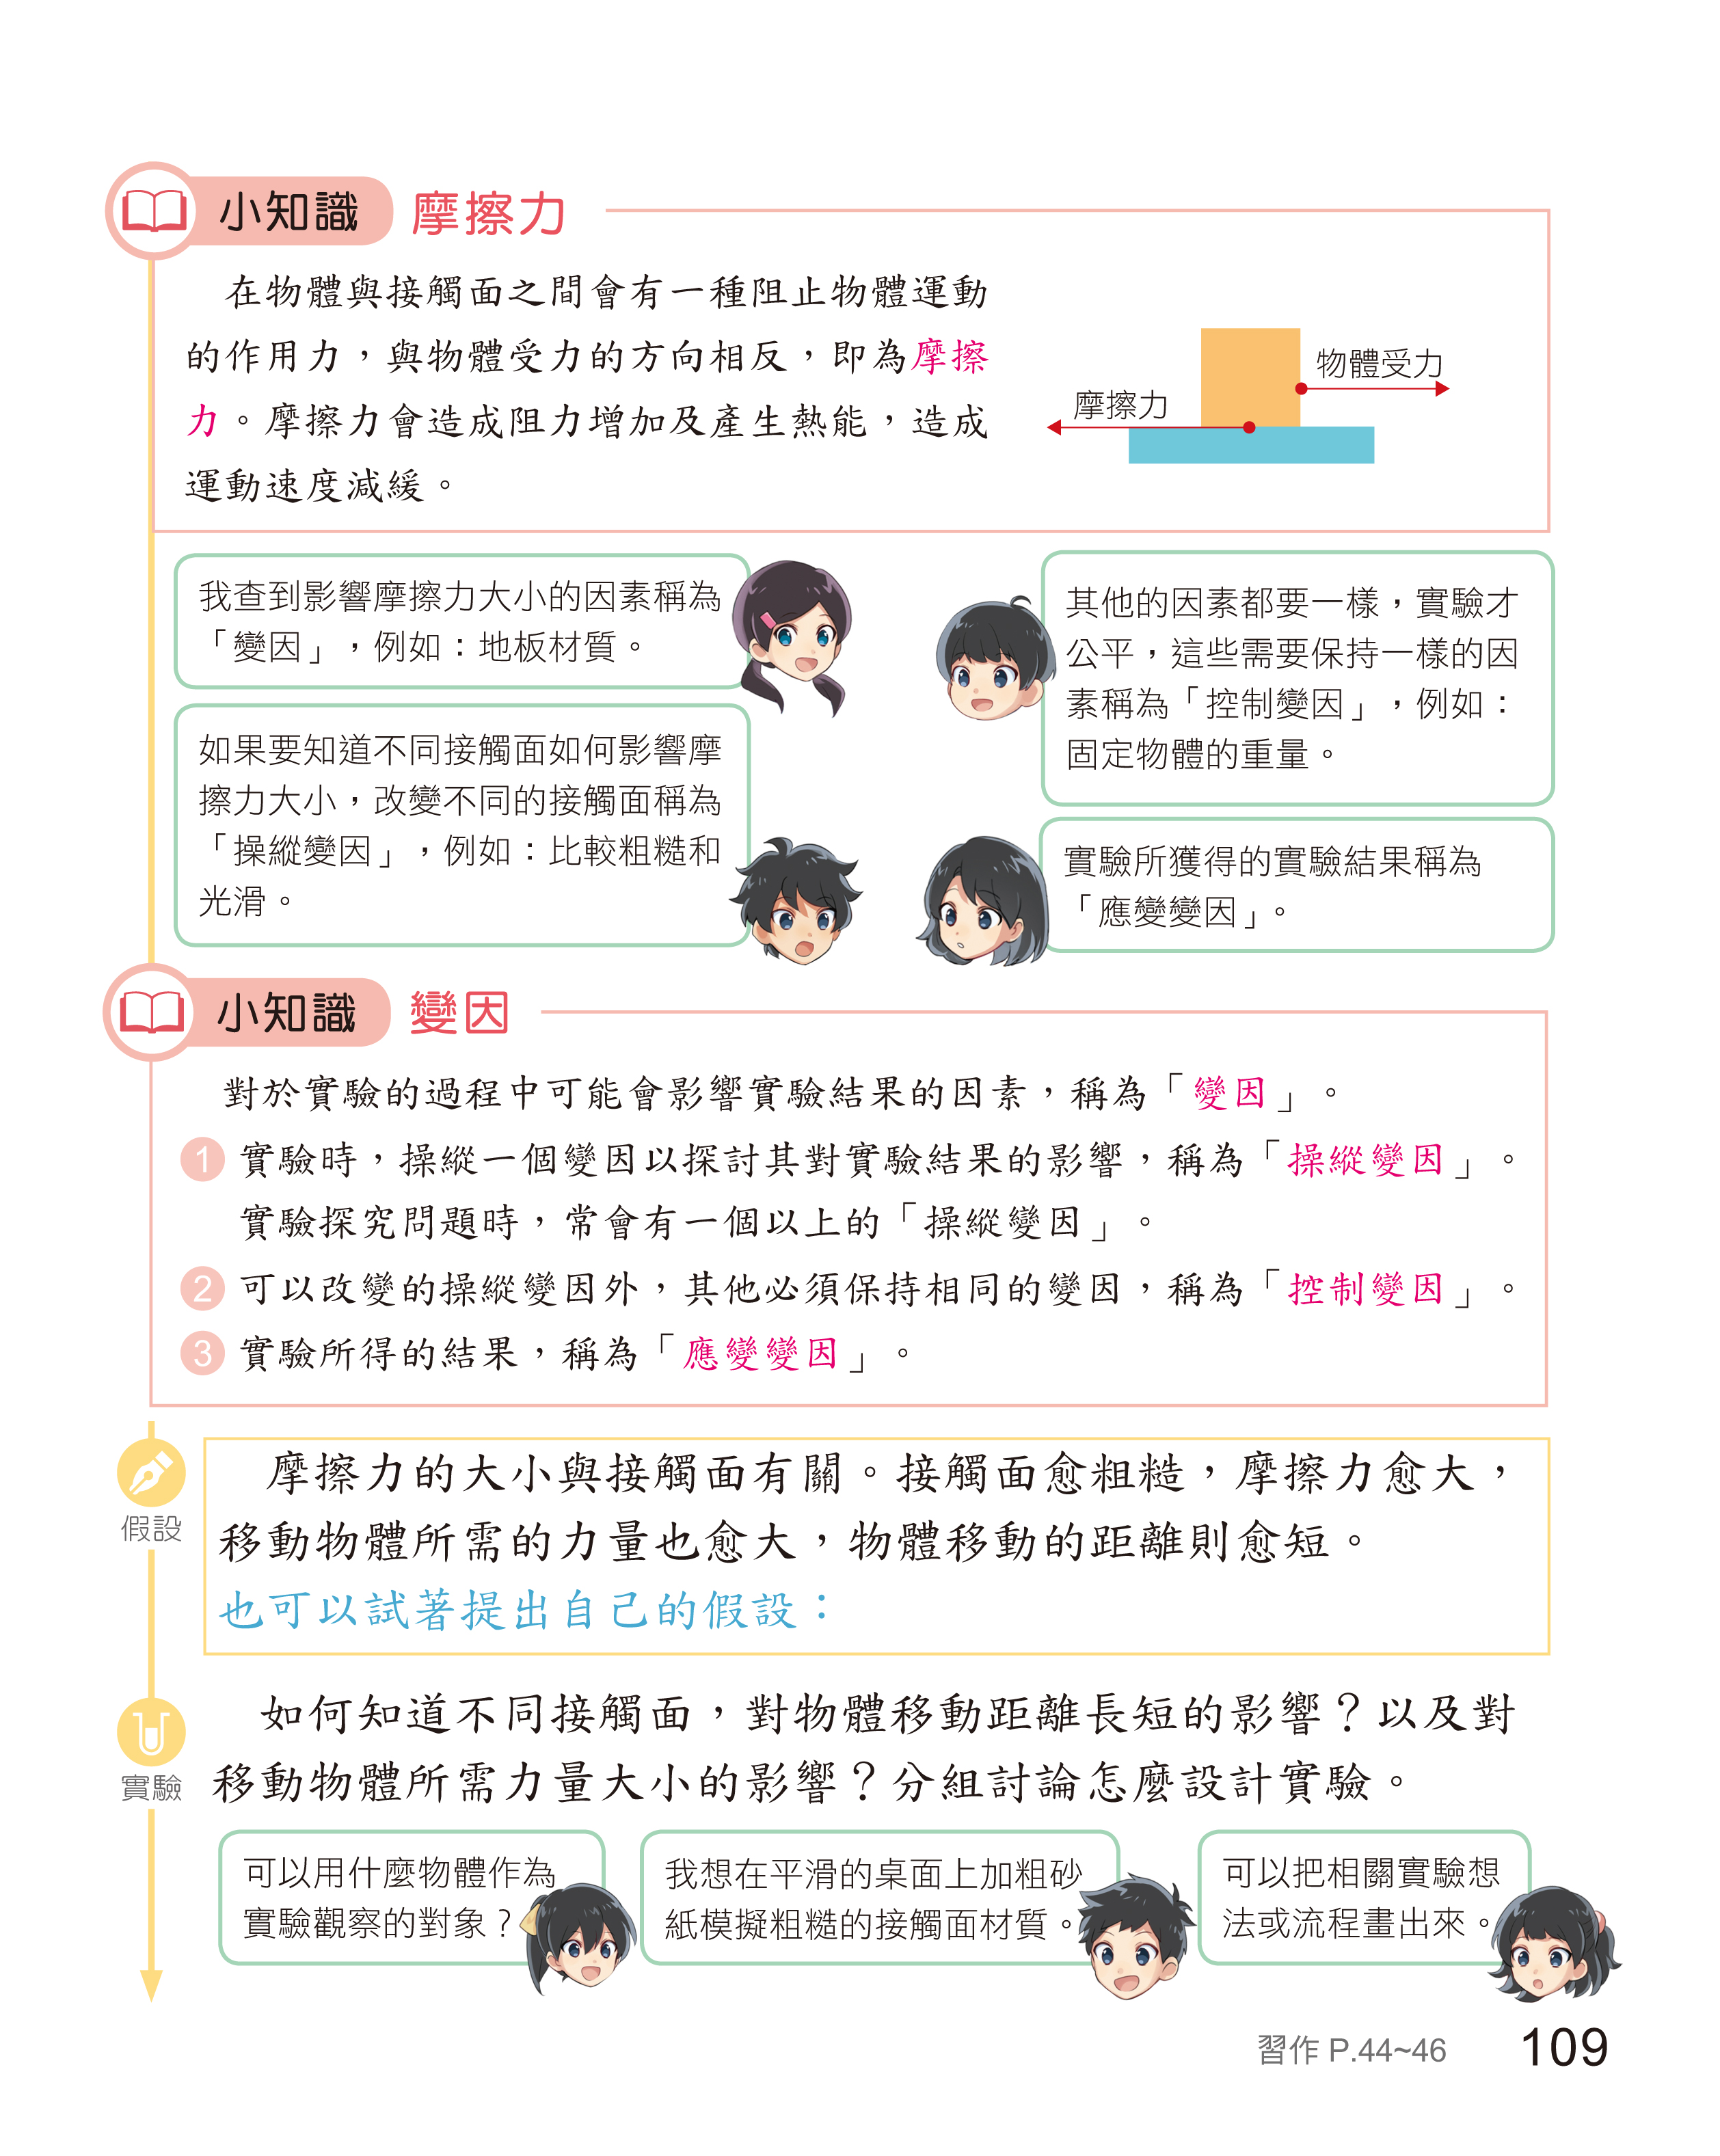 小知識 摩擦力
在物體與接觸面之間會有一種阻止物體運動
的作用力，與物體受力的方向相反，即為摩擦
力。摩擦力會造成阻力增加及產生熱能，造成
運動速度減緩。
物體受力
摩擦力
我查到影響摩擦力大小的因素稱為
「變因」，例如：地板材質。
如果要知道不同接觸面如何影響摩
擦力大小，改變不同的接觸面稱為
「操縱變因」，例如：比較粗糙和
光滑。
其他的因素都要一樣，實驗才
公平，這些需要保持一樣的因
素稱為「控制變因」，例如：
固定物體的重量。
實驗所獲得的實驗結果稱為
「應變變因」。
小知識 變因
對於實驗的過程中可能會影響實驗結果的因素，稱為「變因」。
1 實驗時，操縱一個變因以探討其對實驗結果的影響，稱為「操縱變因」。
實驗探究問題時，常會有一個以上的「操縱變因」。
2 可以改變的操縱變因外，其他必須保持相同的變因，稱為「控制變因」。
3 實驗所得的結果，稱為「應變變因」。
假設
摩擦力的大小與接觸面有關。接觸面愈粗糙，摩擦力愈大，
移動物體所需的力量也愈大，物體移動的距離則愈短。
也可以試著提出自己的假設：
實驗
如何知道不同接觸面，對物體移動距離長短的影響？以及對
移動物體所需力量大小的影響？分組討論怎麼設計實驗。
可以用什麼物體作為
實驗觀察的對象？
我想在平滑的桌面上加粗砂
紙模擬粗糙的接觸面材質。
可以把相關實驗想
法或流程畫出來。
習作 P.44~46 109